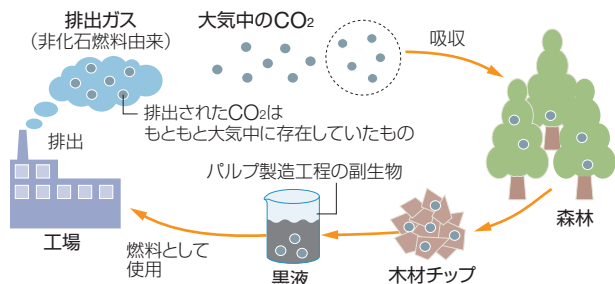 排出ガス
(非化石燃料由来)
大気中のCO₂
吸収
排出されたCO₂は
もともと大気中に存在していたもの
排出
パルプ製造工程の副生物
森林
工場
燃料として
使用
黒液
木材チップ